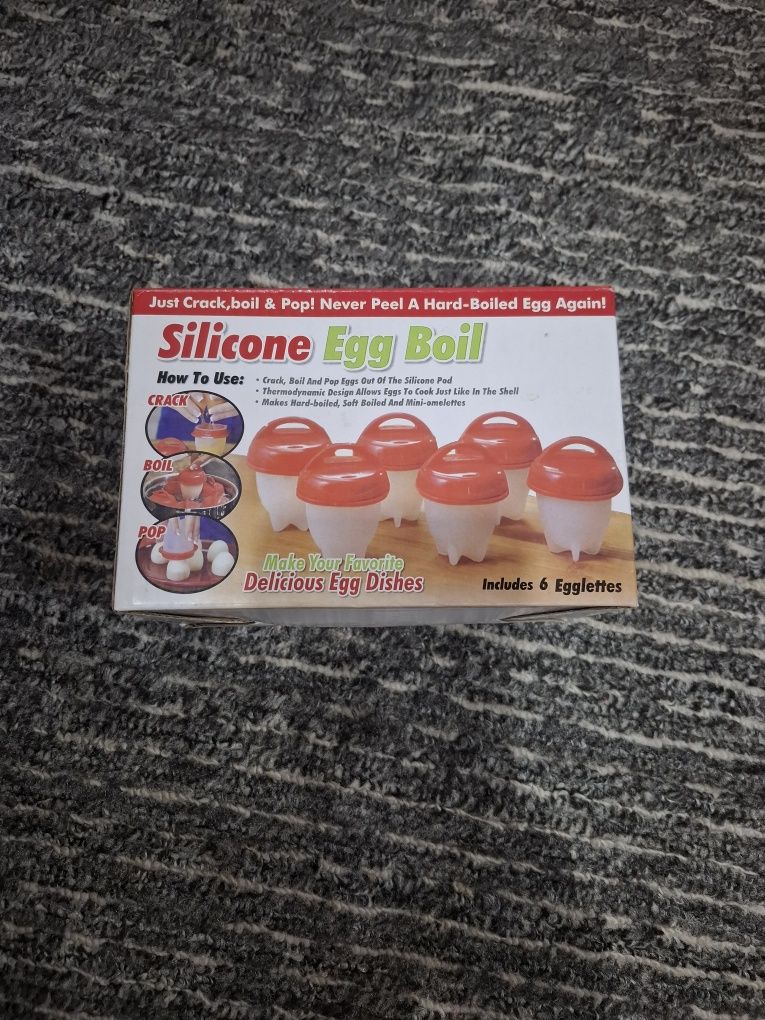 Just Crack,boil & Pop! Never Peel A Hard-Boiled Egg Again!
Silicone Egg Boil
How To Use:
• Crack, Boil And Pop Eggs Out Of The Silicone Pod
• Thermodynamic Design Allows Eggs To Cook Just Like In The Shell
• Makes Hard-boiled, Soft Boiled And Mini-omelettes
CRACK
BOIL
POP
Make Your Favorite
Delicious Egg Dishes
Includes 6 Egglettes